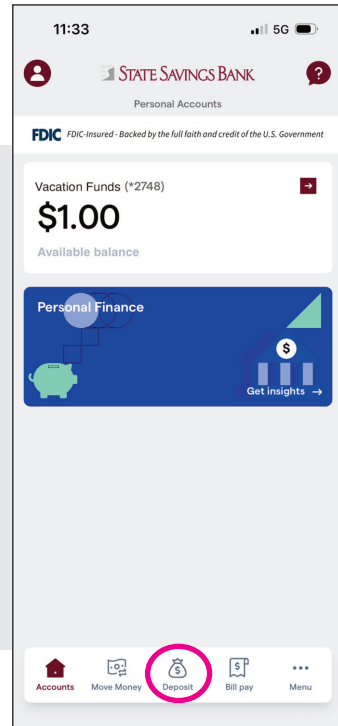 11:33
5G
STATE SAVINGS BANK
?
Personal Accounts
FDIC FDIC-Insured - Backed by the full faith and credit of the U.S. Government
Vacation Funds (*2748)
$1.00
Available balance
Personal Finance
$
Get insights →
$
$
Accounts Move Money Deposit Bill pay Menu